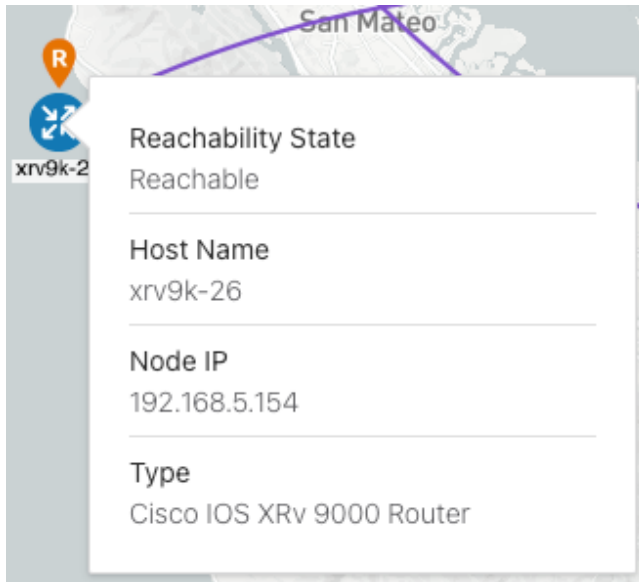 San Mateo
R
xrv9k-2
Reachability State
Reachable
Host Name
xrv9k-26
Node IP
192.168.5.154
Type
Cisco IOS XRv 9000 Router